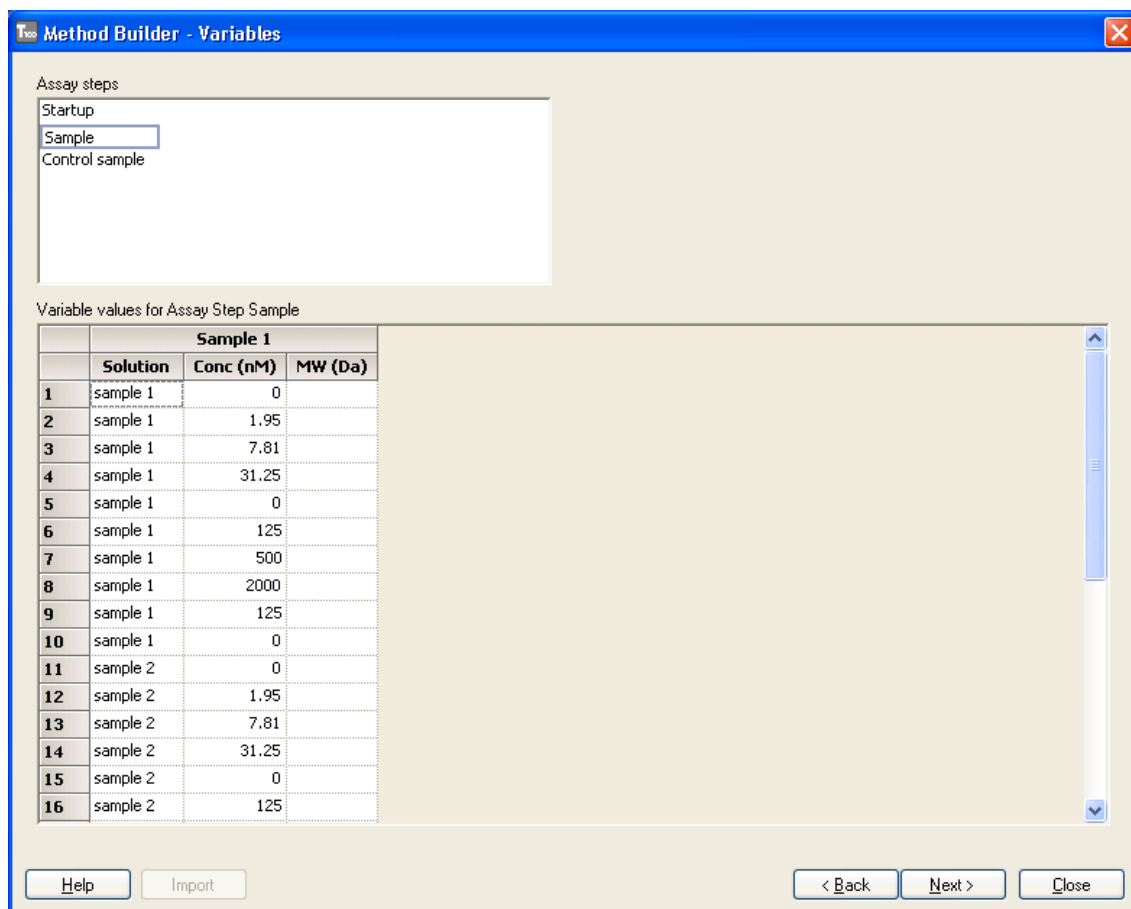 T100 Method Builder - Variables
Assay steps
Startup
Sample
Control sample
Variable values for Assay Step Sample
Sample 1
Solution Conc (nM) MW (Da)
1 sample 1 0
2 sample 1 1.95
3 sample 1 7.81
4 sample 1 31.25
5 sample 1 0
6 sample 1 125
7 sample 1 500
8 sample 1 2000
9 sample 1 125
10 sample 1 0
11 sample 2 0
12 sample 2 1.95
13 sample 2 7.81
14 sample 2 31.25
15 sample 2 0
16 sample 2 125
Help Import < Back Next > Close